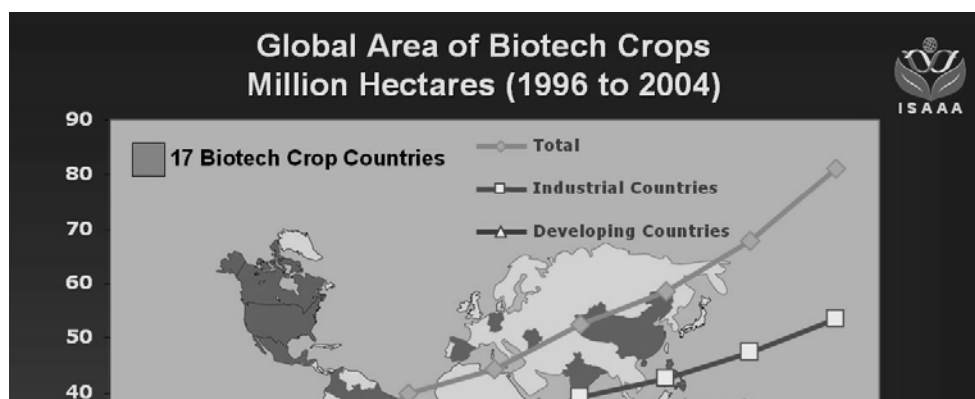 Global Area of Biotech Crops
Million Hectares (1996 to 2004)
ISAAA
90
17 Biotech Crop Countries
Total
80
Industrial Countries
70
Developing Countries
60
50
40